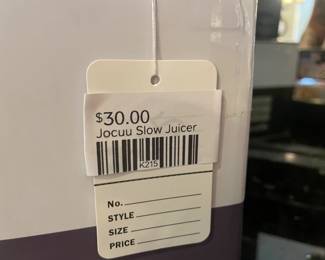 $30.00
Jocuu Slow Juicer
K215
No.
STYLE
SIZE
PRICE